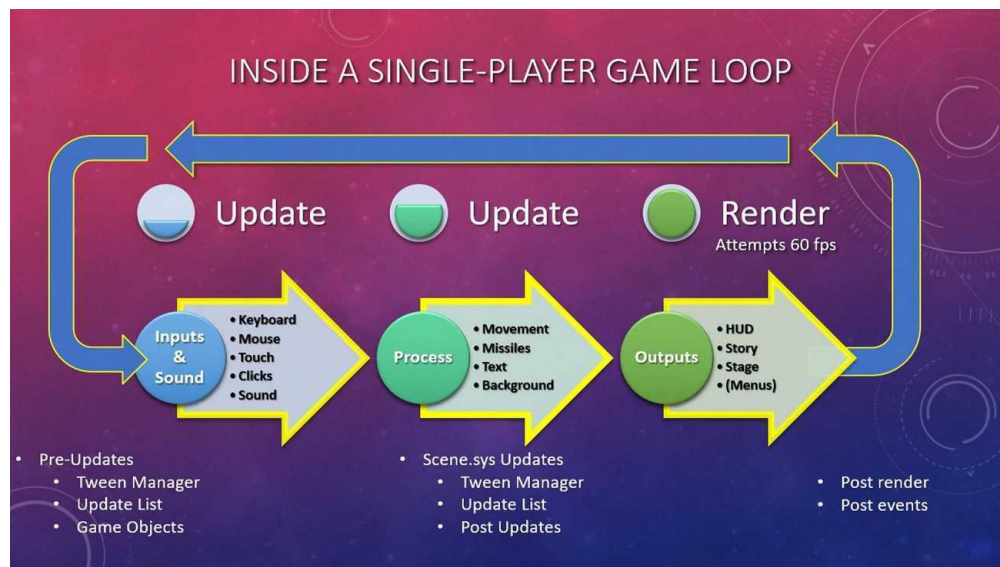 INSIDE A SINGLE-PLAYER GAME LOOP
Update
Update
Render
Attempts 60 fps
Inputs
&
Sound
• Keyboard
• Mouse
• Touch
• Clicks
• Sound
Process
• Movement
• Missiles
• Text
• Background
Outputs
• HUD
• Story
• Stage
• (Menus)
• Pre-Updates
• Tween Manager
• Update List
• Game Objects
• Scene.sys Updates
• Tween Manager
• Update List
• Post Updates
• Post render
• Post events